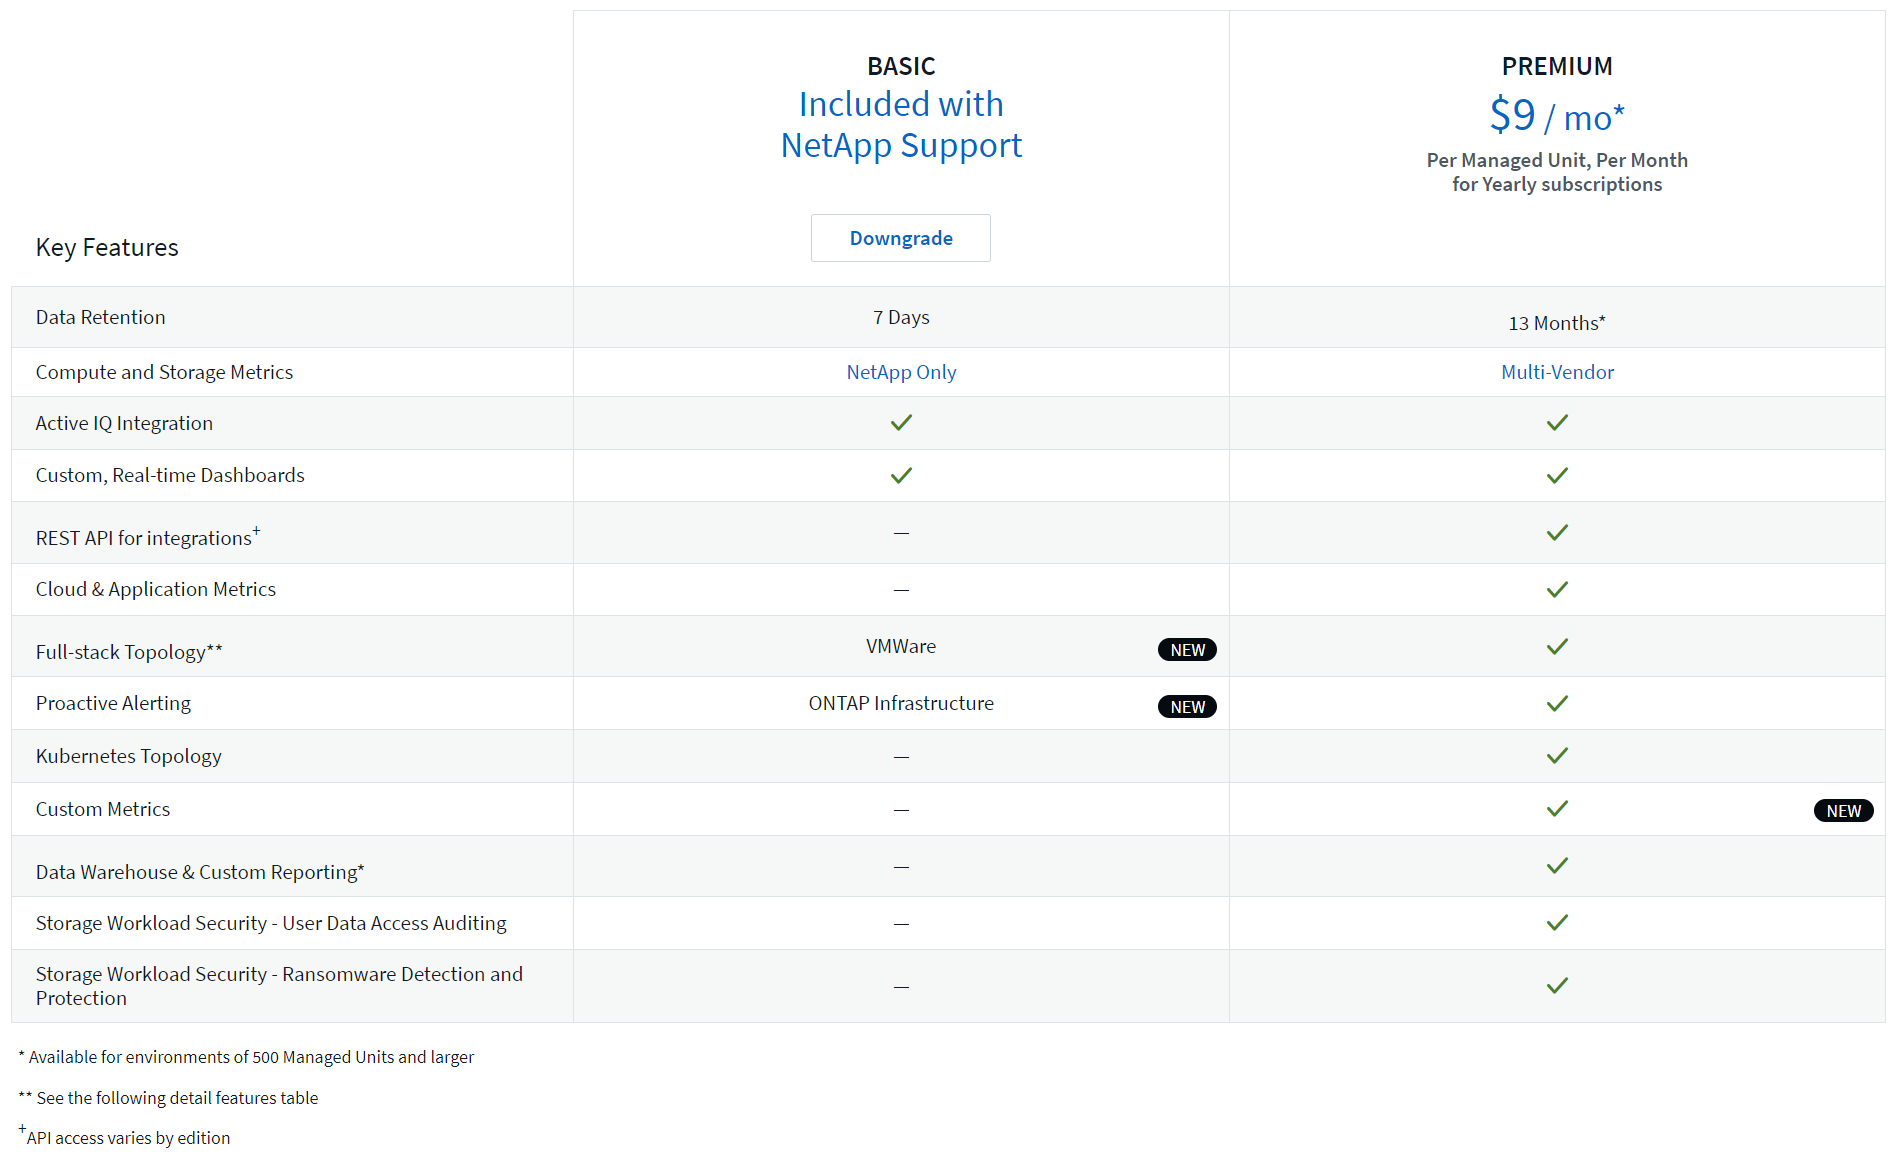 BASIC
Included with
NetApp Support
Downgrade
PREMIUM
$9 / mo*
Per Managed Unit, Per Month
for Yearly subscriptions
Key Features
Data Retention
7 Days
13 Months*
Compute and Storage Metrics
NetApp Only
Multi-Vendor
Active IQ Integration
Custom, Real-time Dashboards
REST API for integrations+
—
Cloud & Application Metrics
—
Full-stack Topology**
VMWare
NEW
Proactive Alerting
ONTAP Infrastructure
NEW
Kubernetes Topology
—
Custom Metrics
—
NEW
Data Warehouse & Custom Reporting*
—
Storage Workload Security - User Data Access Auditing
—
Storage Workload Security - Ransomware Detection and
Protection
—
* Available for environments of 500 Managed Units and larger
** See the following detail features table
+API access varies by edition